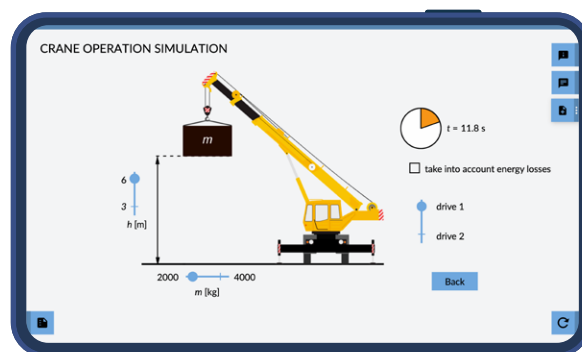 CRANE OPERATION SIMULATION
m
t = 11.8 s
take into account energy losses
6
3
h [m]
drive 1
drive 2
2000
4000
m [kg]
Back